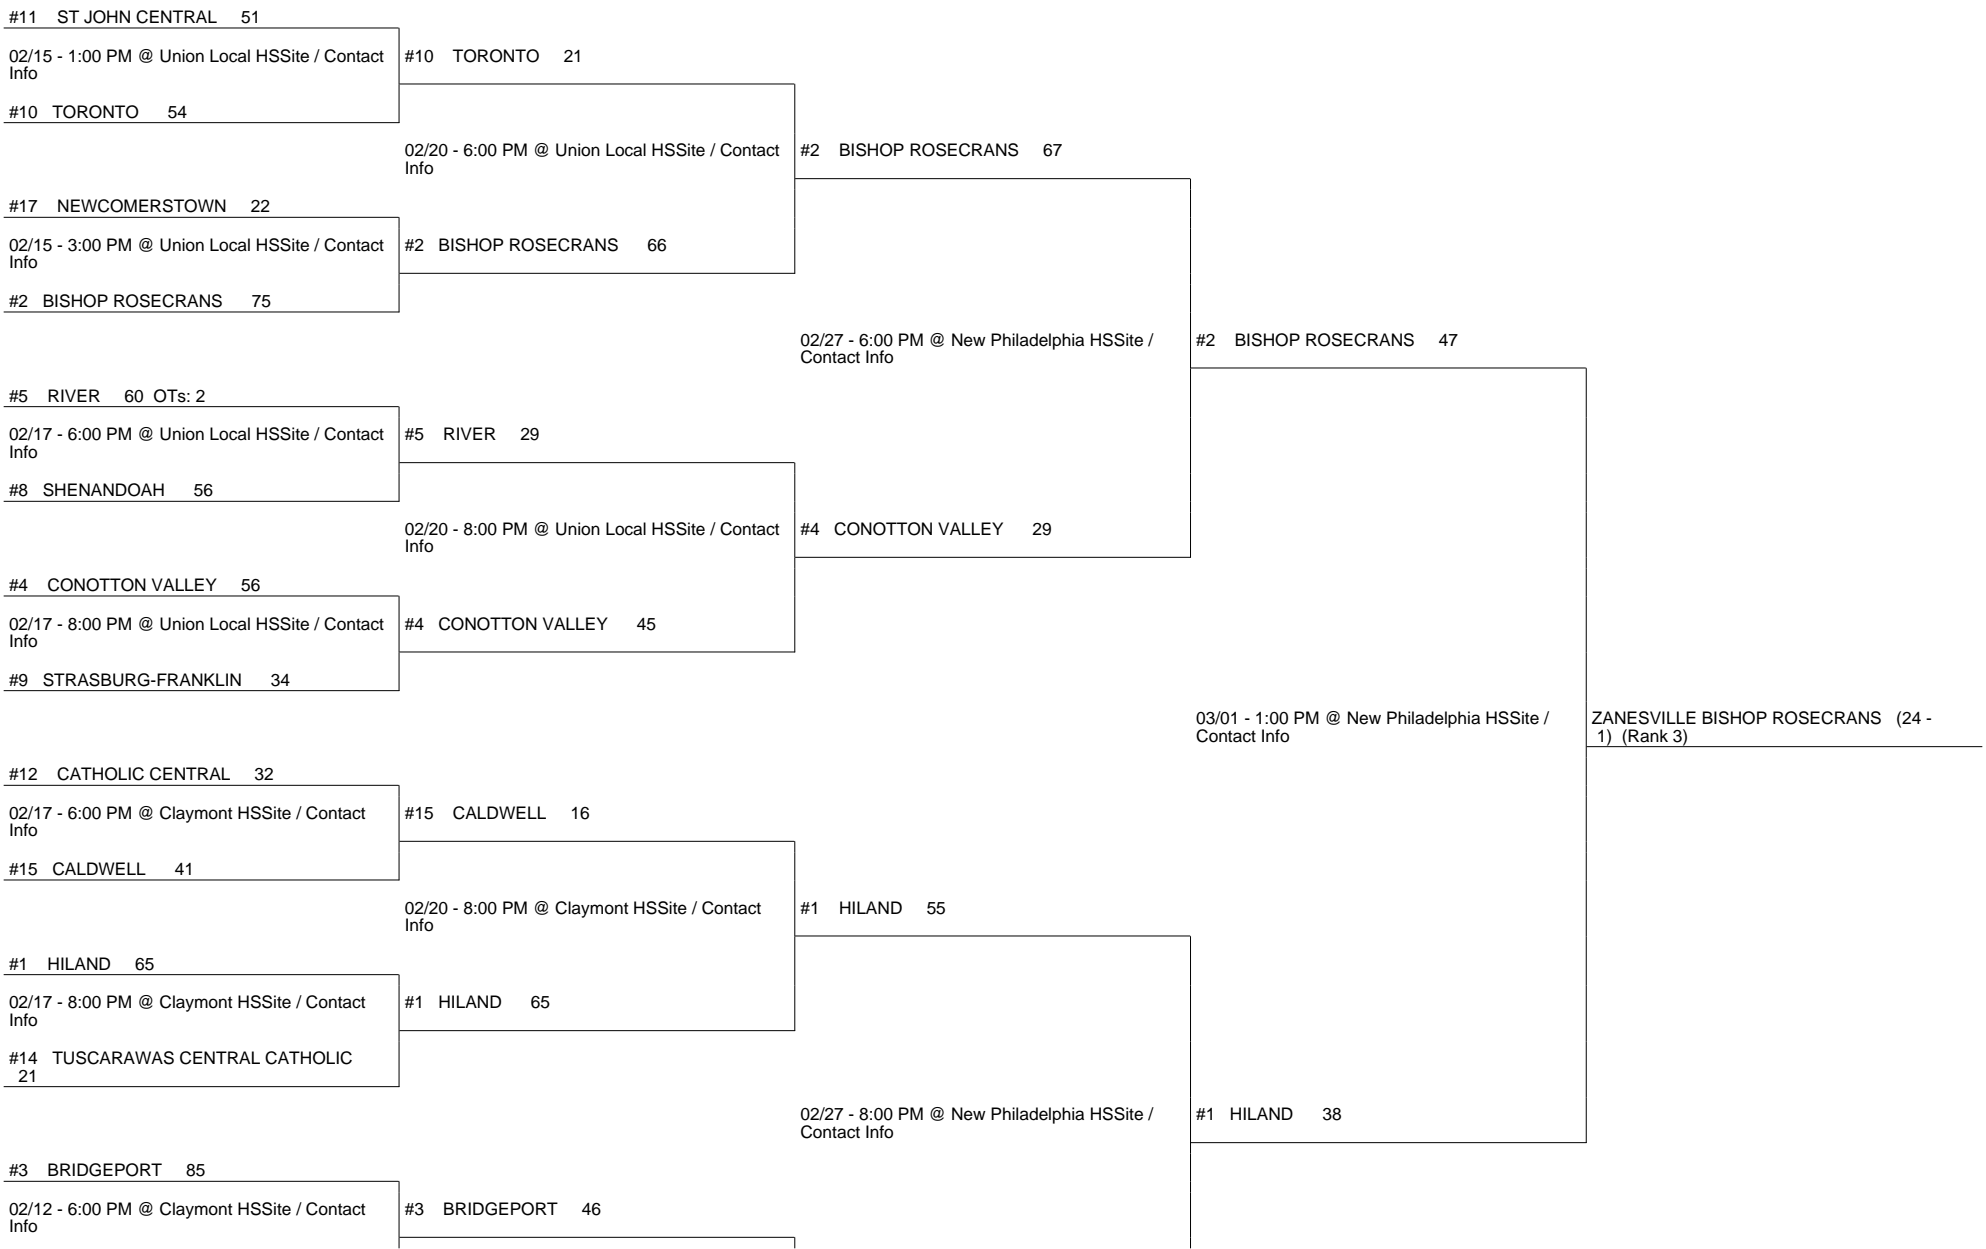 #11 ST JOHN CENTRAL 51
02/15 - 1:00 PM @ Union Local HSSite / Contact
Info
#10 TORONTO 54
#10 TORONTO 21
02/20 - 6:00 PM @ Union Local HSSite / Contact
Info
#17 NEWCOMERSTOWN 22
02/15 - 3:00 PM @ Union Local HSSite / Contact
Info
#2 BISHOP ROSECRANS 75
#2 BISHOP ROSECRANS 66
#2 BISHOP ROSECRANS 67
02/27 - 6:00 PM @ New Philadelphia HSSite /
Contact Info
#2 BISHOP ROSECRANS 47
#5 RIVER 60 OTs: 2
02/17 - 6:00 PM @ Union Local HSSite / Contact
Info
#8 SHENANDOAH 56
#5 RIVER 29
02/20 - 8:00 PM @ Union Local HSSite / Contact
Info
#4 CONOTTON VALLEY 29
#4 CONOTTON VALLEY 56
02/17 - 8:00 PM @ Union Local HSSite / Contact
Info
#9 STRASBURG-FRANKLIN 34
#4 CONOTTON VALLEY 45
03/01 - 1:00 PM @ New Philadelphia HSSite /
Contact Info
ZANESVILLE BISHOP ROSECRANS (24 -
1) (Rank 3)
#12 CATHOLIC CENTRAL 32
02/17 - 6:00 PM @ Claymont HSSite / Contact
Info
#15 CALDWELL 41
#15 CALDWELL 16
02/20 - 8:00 PM @ Claymont HSSite / Contact
Info
#1 HILAND 55
#1 HILAND 65
02/17 - 8:00 PM @ Claymont HSSite / Contact
Info
#14 TUSCARAWAS CENTRAL CATHOLIC
21
#1 HILAND 65
02/27 - 8:00 PM @ New Philadelphia HSSite /
Contact Info
#1 HILAND 38
#3 BRIDGEPORT 85
02/12 - 6:00 PM @ Claymont HSSite / Contact
Info
#3 BRIDGEPORT 46